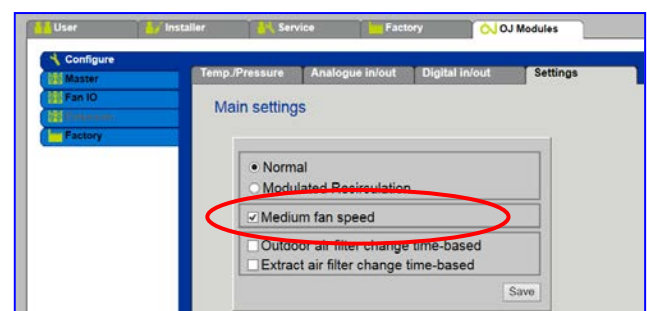 User Installer Service Factory OJ Modules
Configure
Master
Fan IO
Factory
Temp./Pressure Analogue in/out Digital in/out Settings
Main settings
Normal
Modulated Recirculation
Medium fan speed
Outdoor air filter change time-based
Extract air filter change time-based
Save